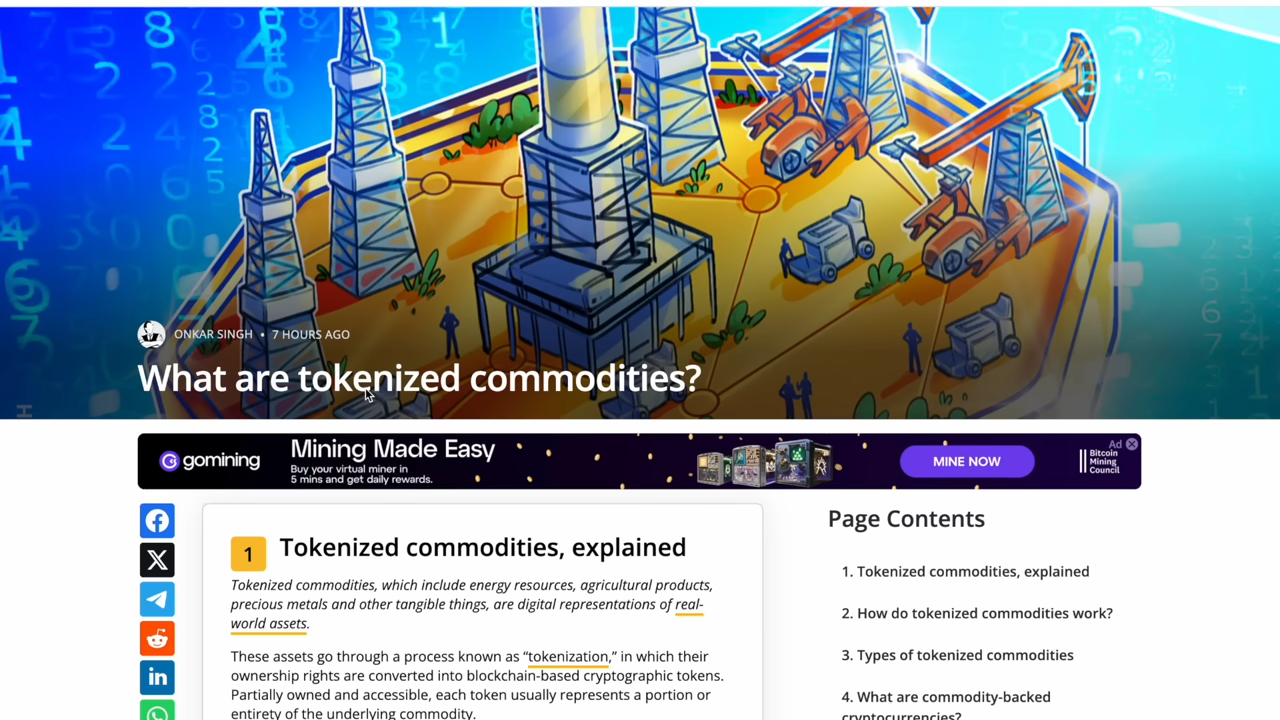 ONKAR SINGH • 7 HOURS AGO
What are tokenized commodities?
gomining
Mining Made Easy
Buy your virtual miner in
5 mins and get daily rewards.
MINE NOW
Ad
Bitcoin
Mining
Council
1
Tokenized commodities, explained
Tokenized commodities, which include energy resources, agricultural products,
precious metals and other tangible things, are digital representations of real-
world assets.
These assets go through a process known as “tokenization,” in which their
ownership rights are converted into blockchain-based cryptographic tokens.
Partially owned and accessible, each token usually represents a portion or
entirety of the underlying commodity.
Page Contents
1. Tokenized commodities, explained
2. How do tokenized commodities work?
3. Types of tokenized commodities
4. What are commodity-backed
cryptocurrencies?